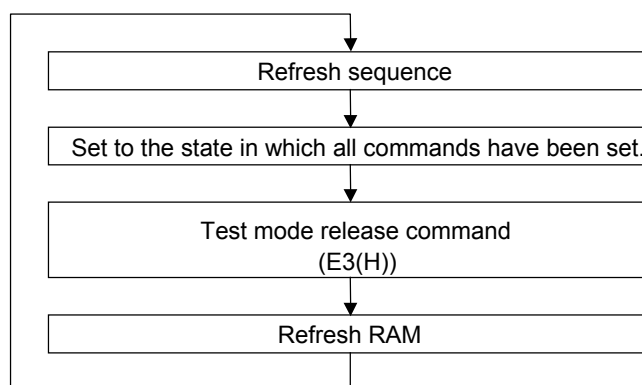 Refresh sequence
Set to the state in which all commands have been set.
Test mode release command
(E3(H))
Refresh RAM